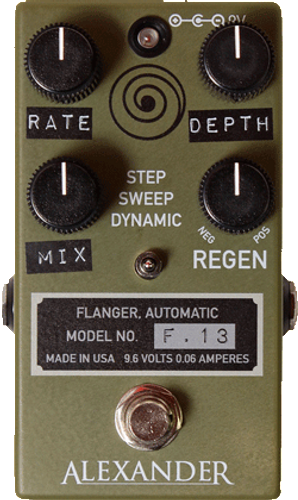 9V
RATE
DEPTH
STEP
SWEEP
DYNAMIC
MIX
NEG
POS
REGEN
FLANGER, AUTOMATIC
MODEL NO. F.13
MADE IN USA 9.6 VOLTS 0.06 AMPERES
ALEXANDER